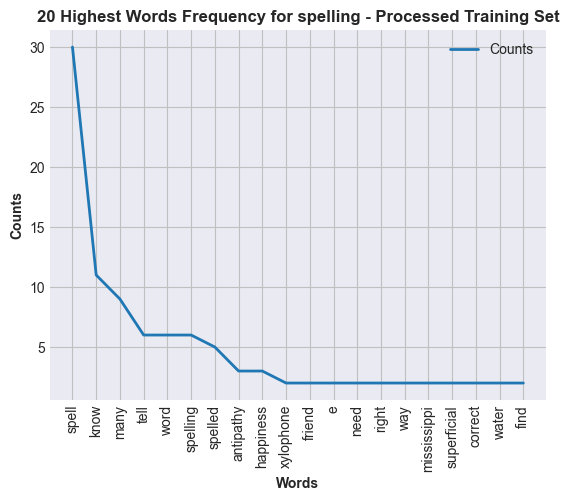 20 Highest Words Frequency for spelling - Processed Training Set
Counts
30
25
20
15
10
5
Counts
spell
know
many
tell
word
spelling
spelled
antipathy
happiness
xylophone
friend
e
need
right
way
mississippi
superficial
correct
water
find
Words